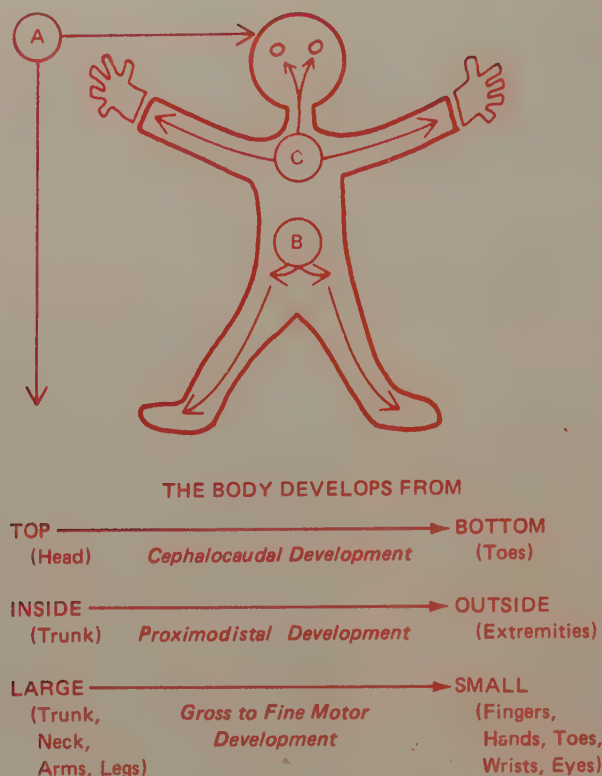 A
C
B
THE BODY DEVELOPS FROM
TOP BOTTOM
(Head) Cephalocaudal Development (Toes)
INSIDE OUTSIDE
(Trunk) Proximodistal Development (Extremities)
LARGE SMALL
(Trunk, Gross to Fine Motor (Fingers,
Neck, Development Hands, Toes,
Arms, Legs) Wrists, Eyes)